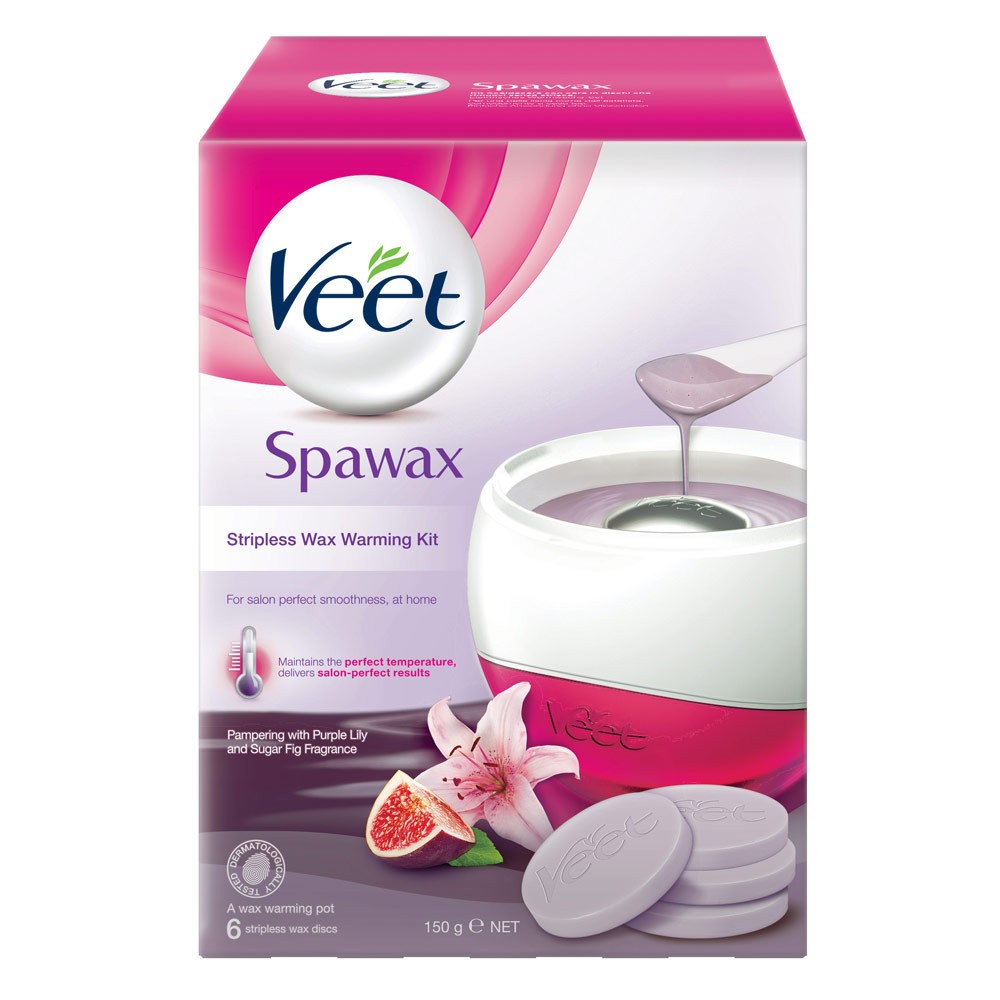 Veet Spawax
Veet
Spawax
Stripless Wax Warming Kit
For salon perfect smoothness, at home
Maintains the perfect temperature,
delivers salon-perfect results
Pampering with Purple Lily
and Sugar Fig Fragrance
DERMATOLOGICALLY TESTED
A wax warming pot
6 stripless wax discs
150 g ℮ NET
Veet
Veet
Veet
Veet